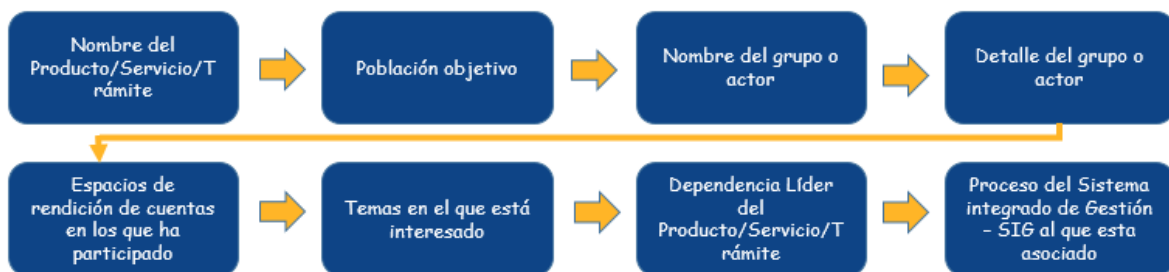 Nombre del
Producto/Servicio/T
rámite
Población objetivo
Nombre del grupo o
actor
Detalle del grupo o
actor
Espacios de
rendición de cuentas
en los que ha
participado
Temas en el que está
interesado
Dependencia Líder
del
Producto/Servicio/T
rámite
Proceso del Sistema
integrado de Gestión
– SIG al que esta
asociado